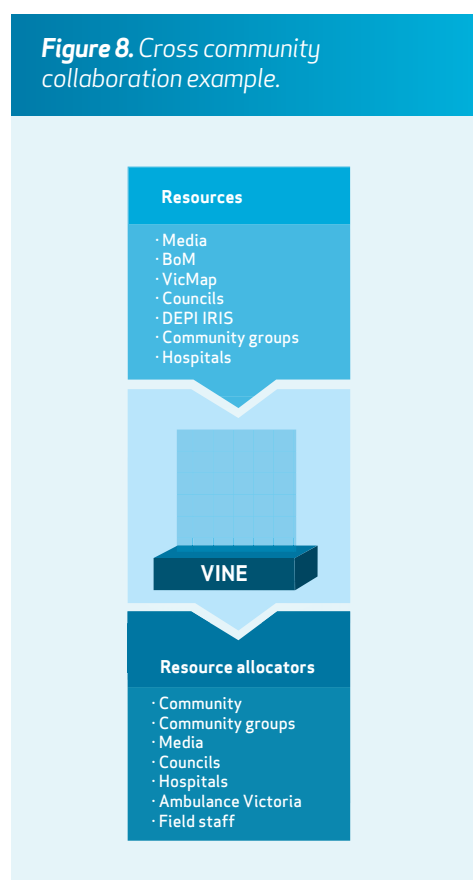 Figure 8. Cross community
collaboration example.
Resources
· Media
· BoM
· VicMap
· Councils
· DEPI IRIS
· Community groups
· Hospitals
VINE
Resource allocators
· Community
· Community groups
· Media
· Councils
· Hospitals
· Ambulance Victoria
· Field staff